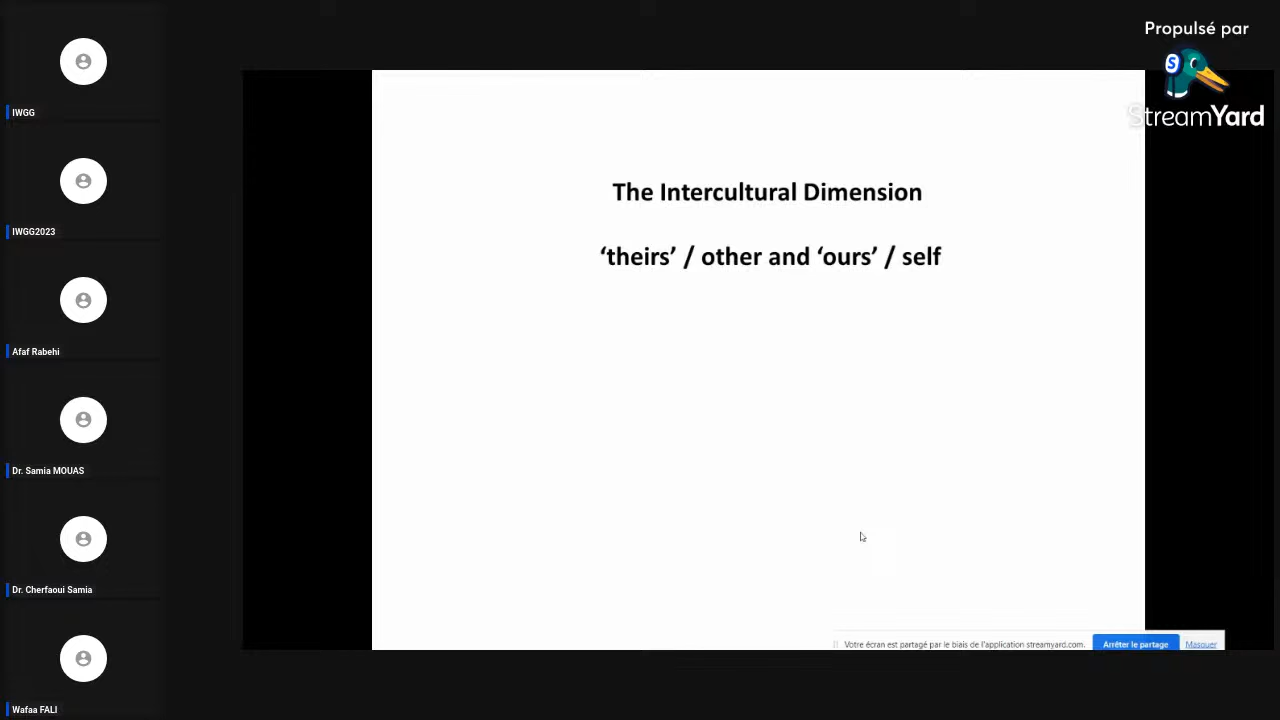 IWGG
IWGG2023
Afaf Rabehi
Dr. Samia MOUAS
Dr. Cherfaoui Samia
Wafaa FALI
The Intercultural Dimension
‘theirs’ / other and ‘ours’ / self
Votre écran est partagé par le biais de l'application streamyard.com.
Arrêter le partage
Masquer
Propulsé par
S
StreamYard